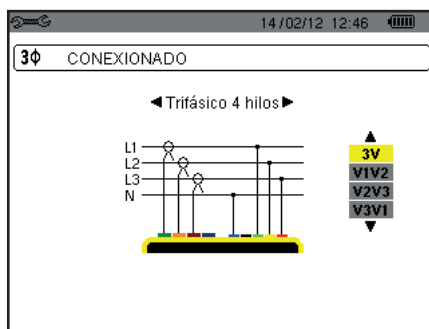 14/02/12 12:46
3ϕ CONEXIONADO
◄Trifásico 4 hilos►
L1
L2
L3
N
3V
V1V2
V2V3
V3V1